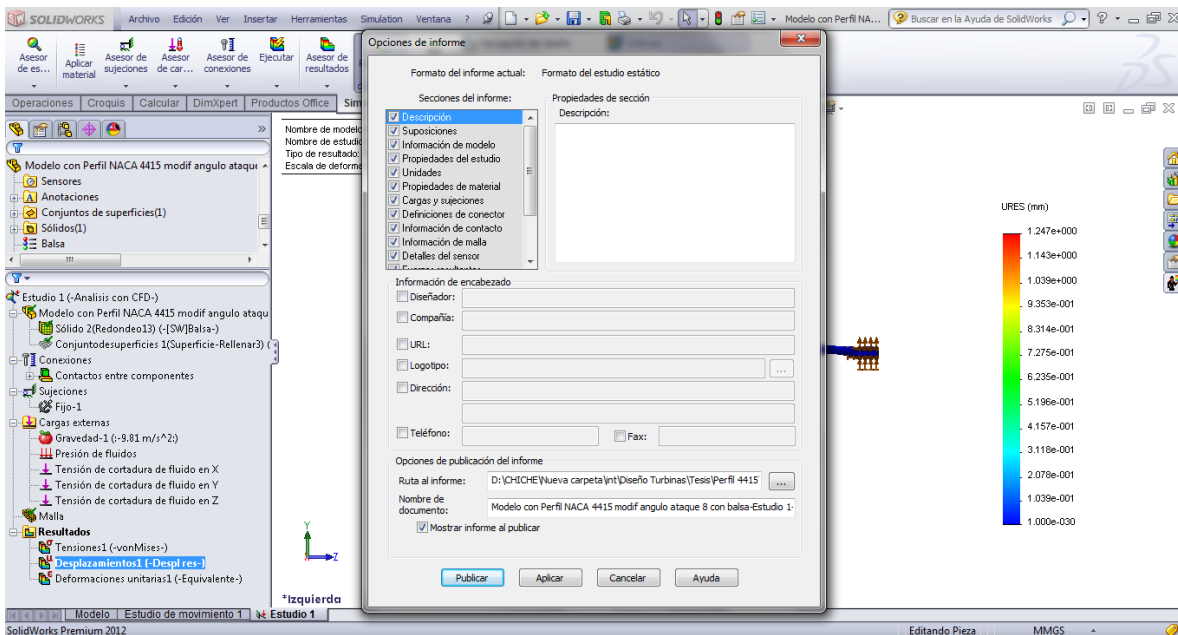 SOLIDWORKS Archivo Edición Ver Insertar Herramientas Simulation Ventana ? Modelo con Perfil NA... Buscar en la Ayuda de SolidWorks
Asesor de es...
Aplicar material
Asesor de sujeciones
Asesor de car...
Asesor de conexiones
Ejecutar
Asesor de resultados
Operaciones Croquis Calcular DimXpert Productos Office Sim
Modelo con Perfil NACA 4415 modif angulo ataque
Sensores
Anotaciones
Conjuntos de superficies(1)
Sólidos(1)
Balsa
Estudio 1 (-Analisis con CFD-)
Modelo con Perfil NACA 4415 modif angulo ataqu
Sólido 2(Redondeo13) (-[SW]Balsa-)
Conjuntodesuperficies 1(Superficie-Rellenar3) (
Conexiones
Contactos entre componentes
Sujeciones
Fijo-1
Cargas externas
Gravedad-1 (:-9.81 m/s^2:)
Presión de fluidos
Tensión de cortadura de fluido en X
Tensión de cortadura de fluido en Y
Tensión de cortadura de fluido en Z
Malla
Resultados
Tensiones1 (-vonMises-)
Desplazamientos1 (-Despl res-)
Deformaciones unitarias1 (-Equivalente-)
Nombre de modelo
Nombre de estudio
Tipo de resultado:
Escala de deforma
Y
Z
*Izquierda
Opciones de informe
Formato del informe actual: Formato del estudio estático
Secciones del informe:
Descripción
Suposiciones
Información de modelo
Propiedades del estudio
Unidades
Propiedades de material
Cargas y sujeciones
Definiciones de conector
Información de contacto
Información de malla
Detalles del sensor
Propiedades de sección
Descripción:
Información de encabezado
Diseñador:
Compañía:
URL:
Logotipo: ...
Dirección:
Teléfono: Fax:
Opciones de publicación del informe
Ruta al informe: D:\CHICHE\Nueva carpeta\nt\Diseño Turbinas\Tesis\Perfil 4415 ...
Nombre de documento: Modelo con Perfil NACA 4415 modif angulo ataque 8 con balsa-Estudio 1-
Mostrar informe al publicar
Publicar Aplicar Cancelar Ayuda
URES (mm)
1.247e+000
1.143e+000
1.039e+000
9.353e-001
8.314e-001
7.275e-001
6.235e-001
5.196e-001
4.157e-001
3.118e-001
2.078e-001
1.039e-001
1.000e-030
Modelo Estudio de movimiento 1 Estudio 1
SolidWorks Premium 2012 Editando Pieza MMGS